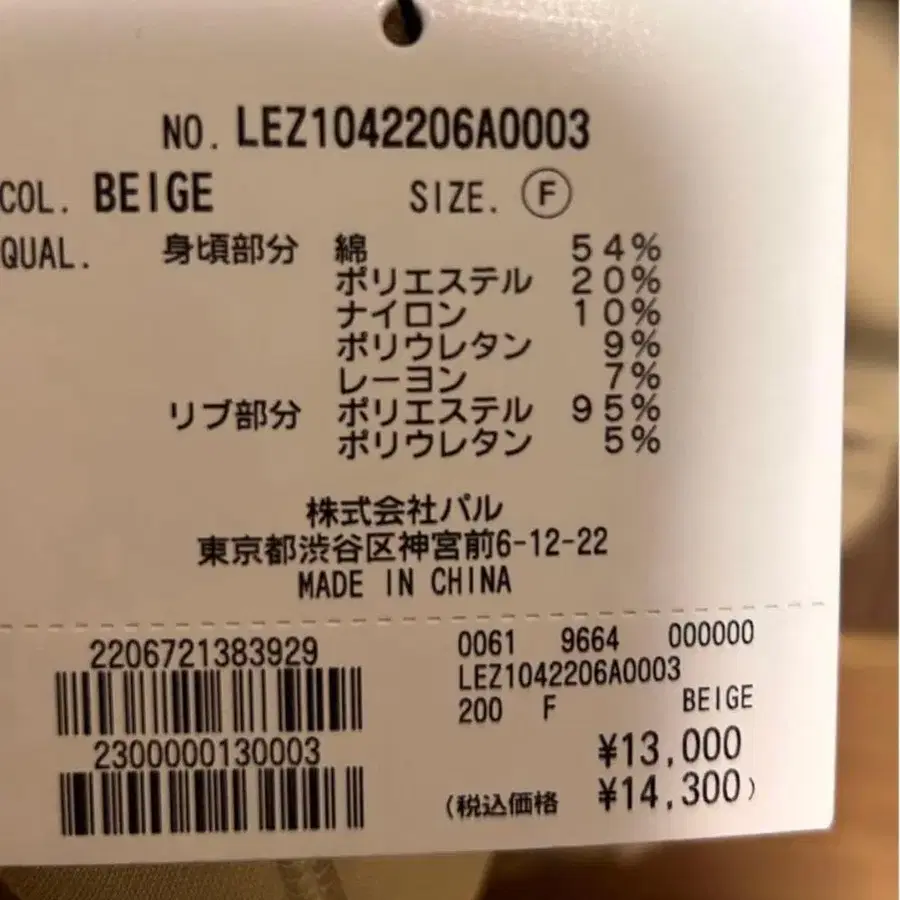 NO. LEZ1042206A0003
COL. BEIGE SIZE. Ⓕ
QUAL. 身頃部分 綿 54%
ポリエステル 20%
ナイロン 10%
ポリウレタン 9%
レーヨン 7%
リブ部分 ポリエステル 95%
ポリウレタン 5%
株式会社パル
東京都渋谷区神宮前6-12-22
MADE IN CHINA
2206721383929
2300000130003
0061 9664 000000
LEZ1042206A0003
200 F BEIGE
¥13,000
(税込価格 ¥14,300)